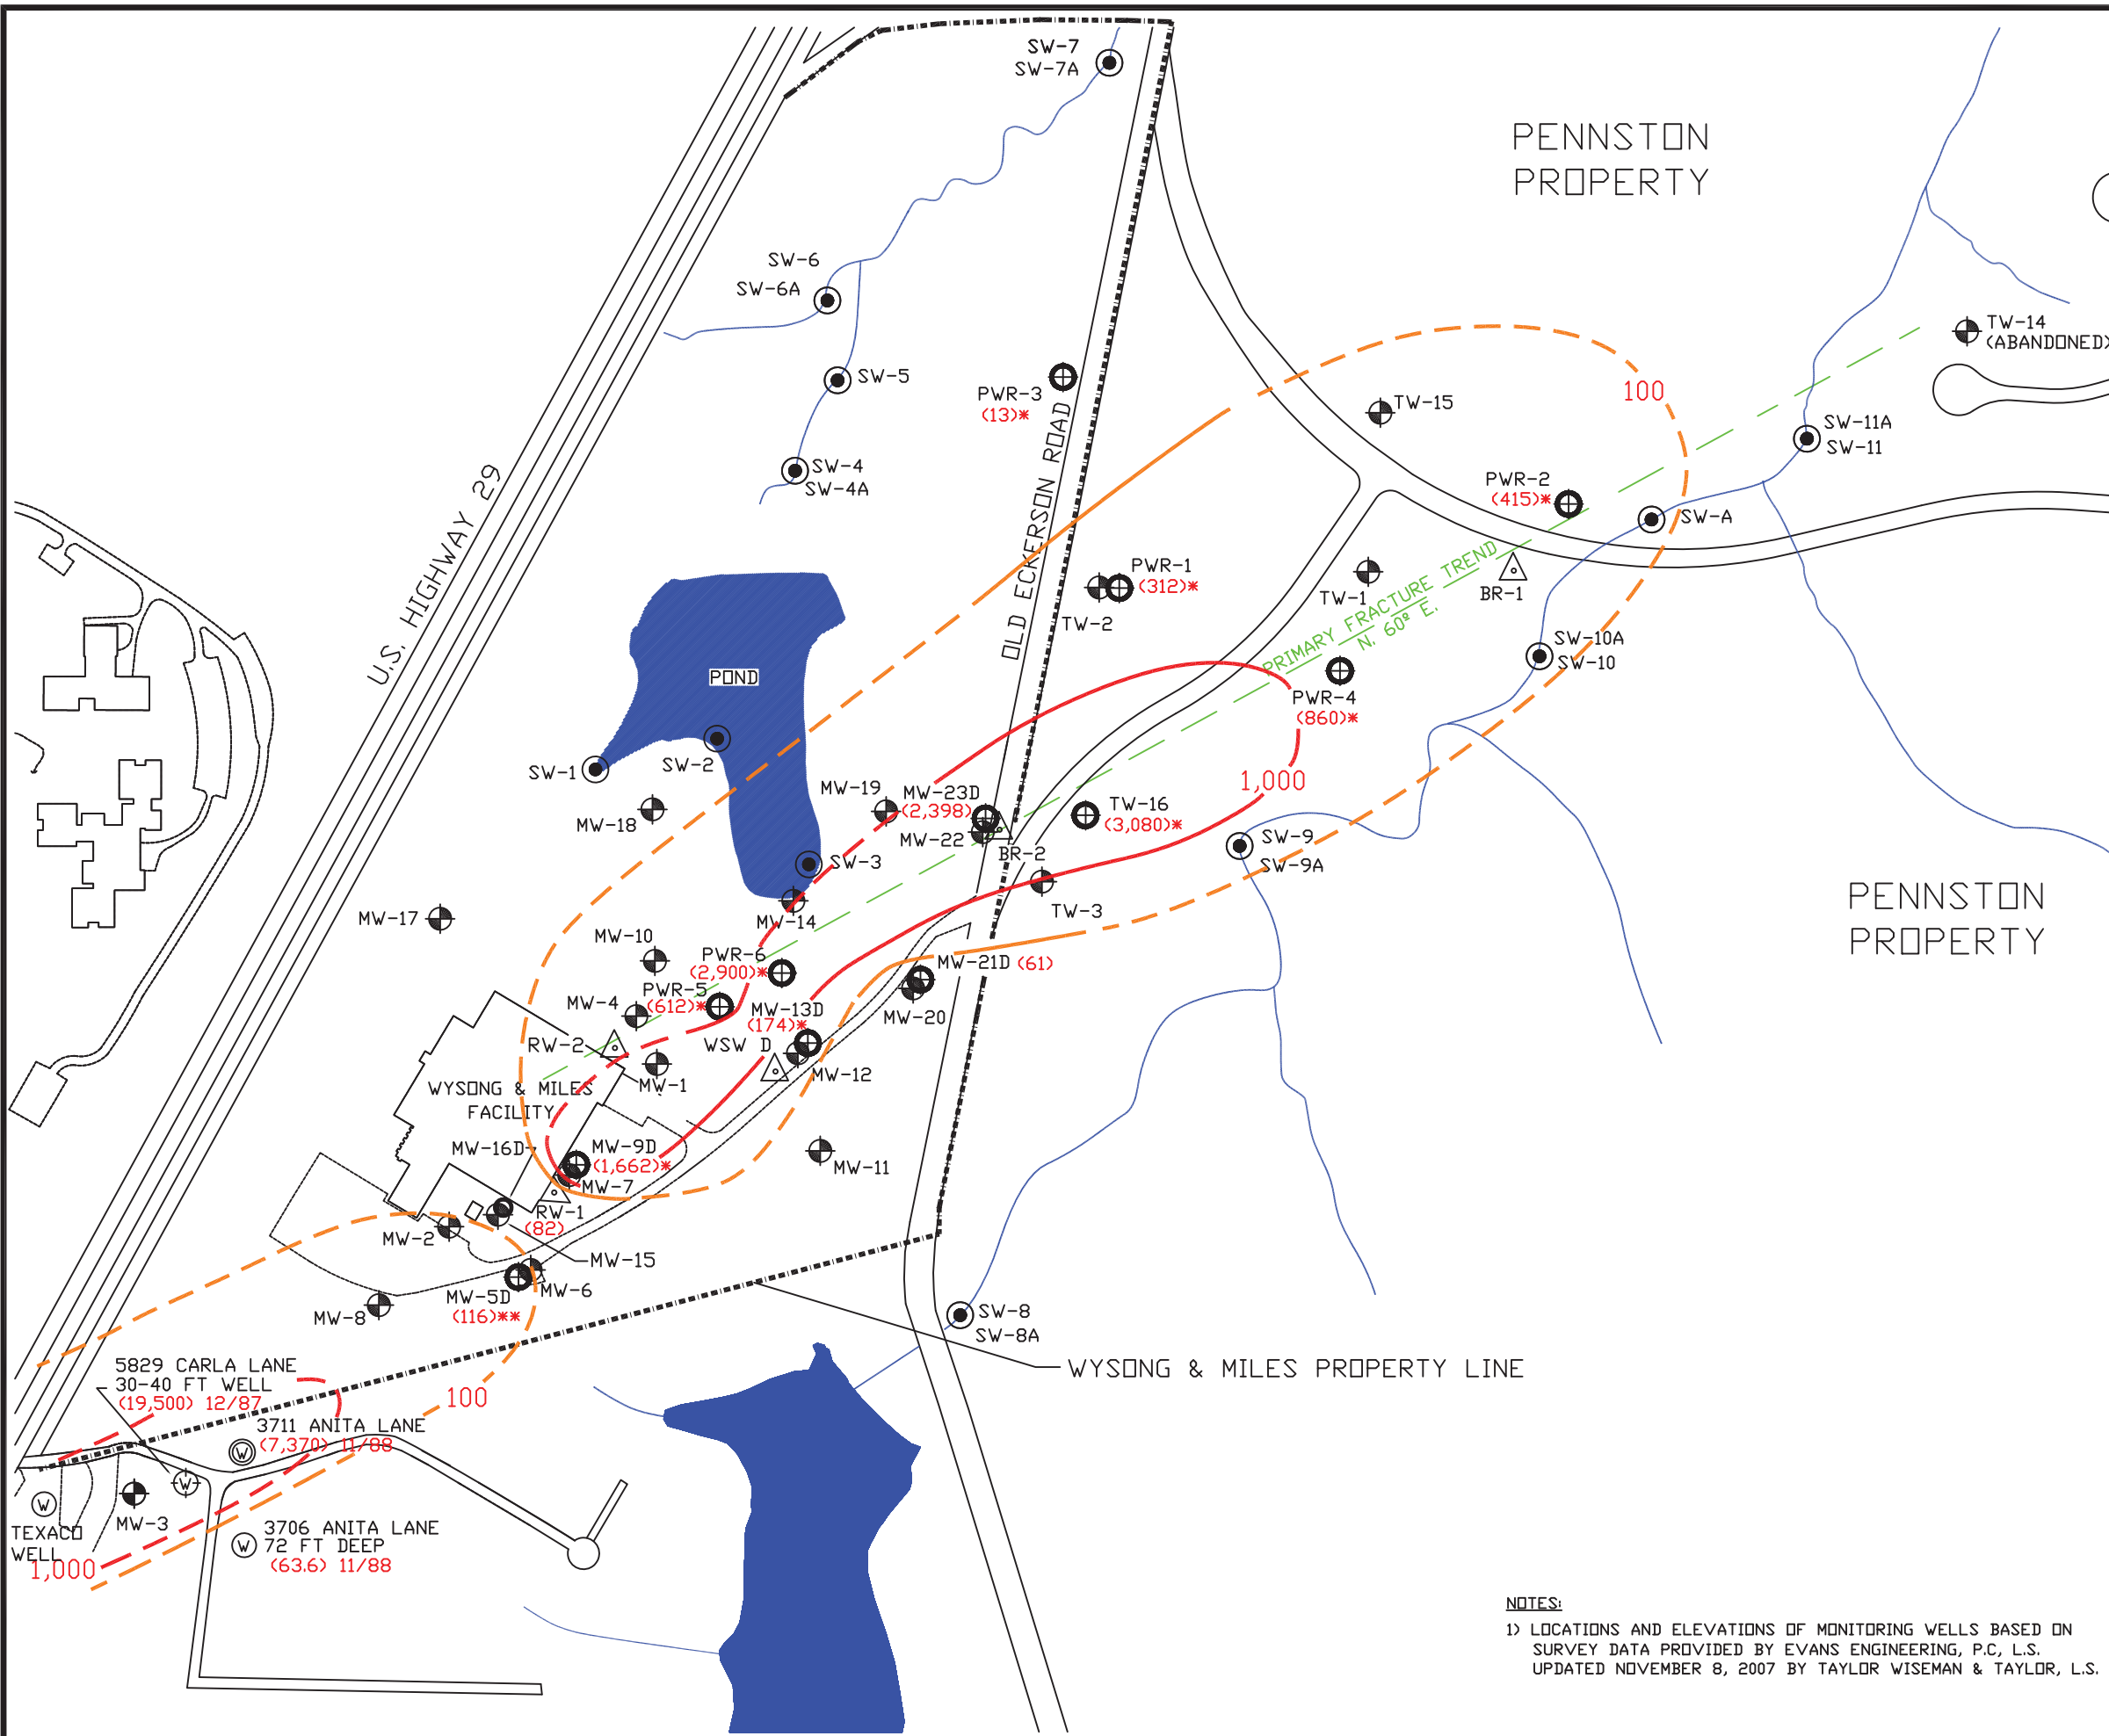 SW-7
SW-7A
PENNSTON
PROPERTY
SW-6
SW-6A
TW-14
(ABANDONED)
SW-5
PWR-3
(13)*
100
TW-15
SW-11A
SW-11
U.S. HIGHWAY 29
SW-4
SW-4A
OLD ECKERSON ROAD
PWR-2
(415)*
SW-A
PWR-1
(312)*
TW-2
TW-1
PRIMARY FRACTURE TREND
N. 60º E.
BR-1
SW-10A
SW-10
POND
PWR-4
(860)*
SW-1
SW-2
1,000
MW-19
MW-23D
(2,398)
TW-16
(3,080)*
MW-18
MW-22
BR-2
SW-9
SW-9A
SW-3
PENNSTON
PROPERTY
MW-17
MW-14
TW-3
MW-10
PWR-6
(2,900)*
MW-21D (61)
MW-4
PWR-5
(612)*
MW-13D
(174)*
MW-20
RW-2
WSW D
MW-12
MW-1
WYSONG & MILES
FACILITY
MW-16D
MW-9D
(1,662)*
MW-11
MW-7
RW-1
(82)
MW-2
MW-15
MW-6
MW-5D
(116)**
MW-8
SW-8
SW-8A
WYSONG & MILES PROPERTY LINE
5829 CARLA LANE
30-40 FT WELL
(19,500) 12/87
100
3711 ANITA LANE
(7,370) 11/88
W
W
W
MW-3
TEXACO
WELL
1,000
W
3706 ANITA LANE
72 FT DEEP
(63.6) 11/88
NOTES:
1) LOCATIONS AND ELEVATIONS OF MONITORING WELLS BASED ON
SURVEY DATA PROVIDED BY EVANS ENGINEERING, P.C, L.S.
UPDATED NOVEMBER 8, 2007 BY TAYLOR WISEMAN & TAYLOR, L.S.